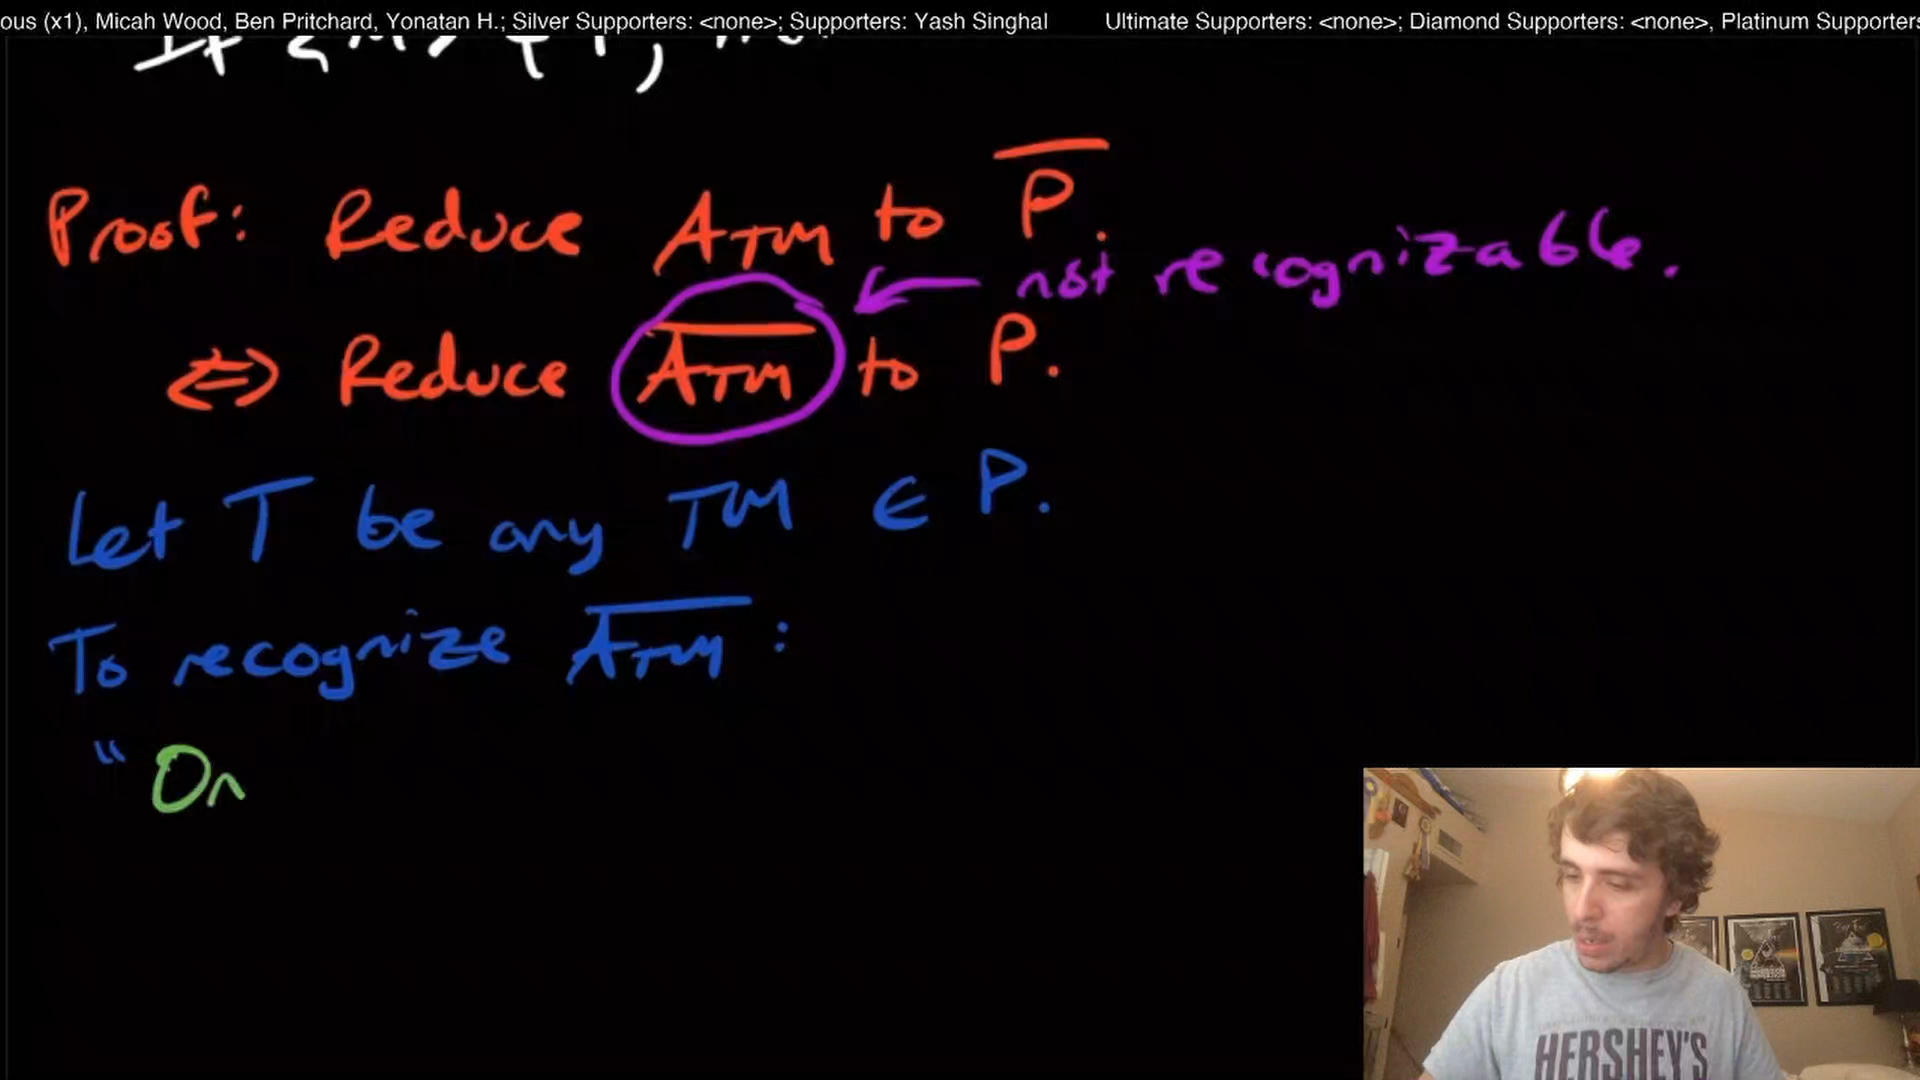 ous (x1), Micah Wood, Ben Pritchard, Yonatan H.; Silver Supporters: <none>; Supporters: Yash Singhal Ultimate Supporters: <none>; Diamond Supporters: <none>, Platinum Supporters
Proof: Reduce ATM to P̅.
not recognizable.
⇔ Reduce A̅T̅M̅ to P.
Let T be any TM ∈ P.
To recognize A̅T̅M̅:
“ On
HERSHEY'S